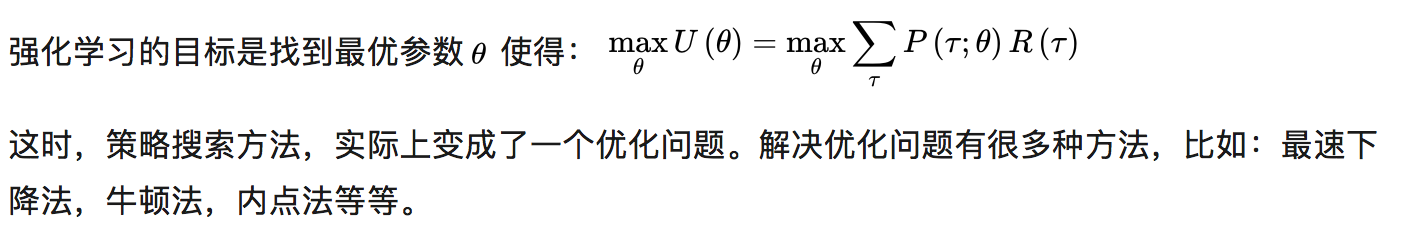 强化学习的目标是找到最优参数 θ 使得： max_θ U (θ) = max_θ ∑_τ P (τ; θ) R (τ)
这时，策略搜索方法，实际上变成了一个优化问题。解决优化问题有很多种方法，比如：最速下
降法，牛顿法，内点法等等。